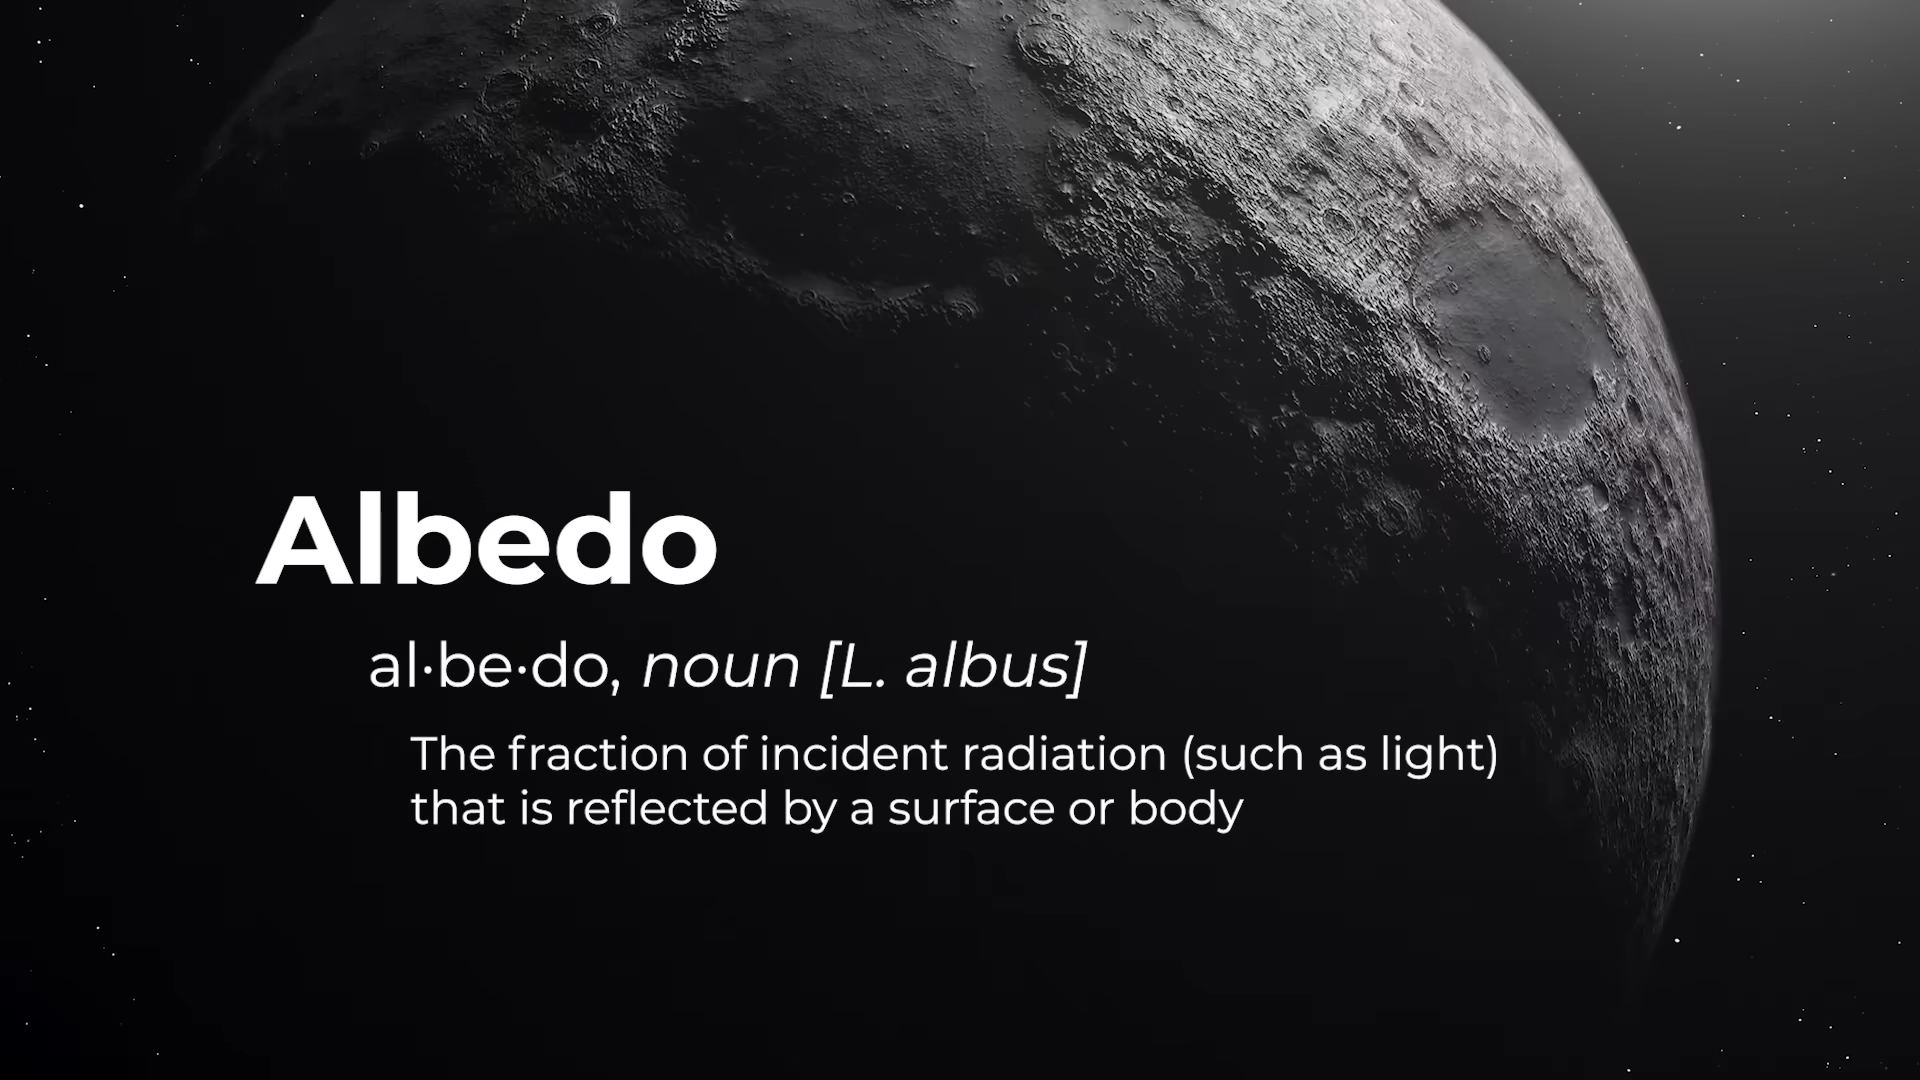 Albedo
al·be·do, noun [L. albus]
The fraction of incident radiation (such as light)
that is reflected by a surface or body